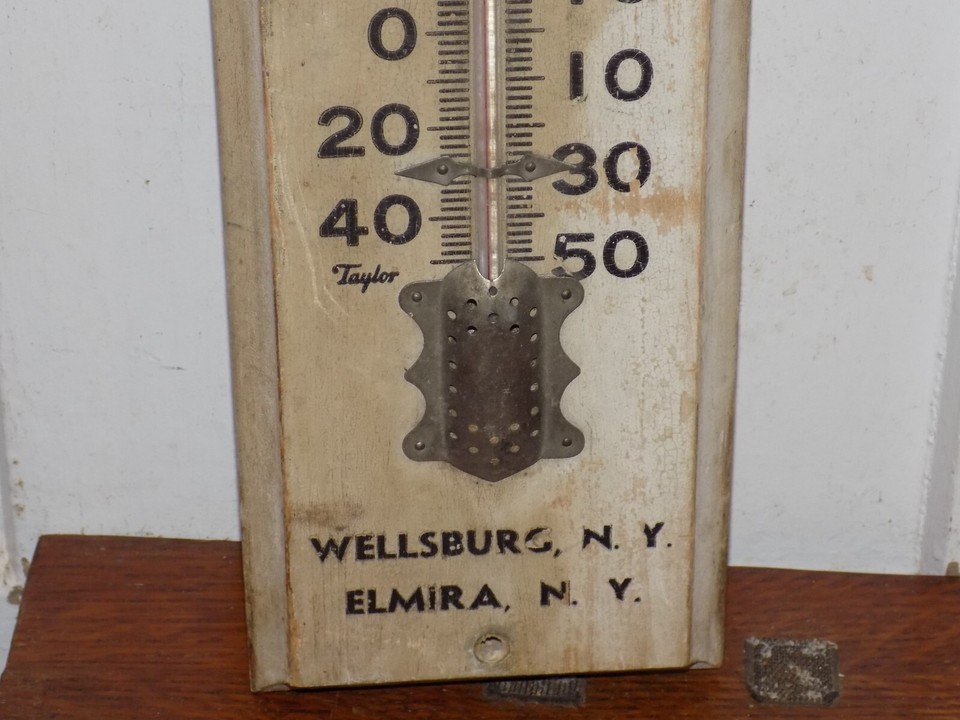 0
10
20
30
40
50
Taylor
WELLSBURG, N. Y.
ELMIRA, N. Y.